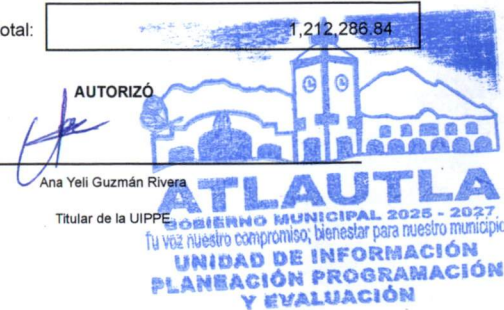 otal: 1,212,286.84
AUTORIZÓ
Ana Yeli Guzmán Rivera
Titular de la UIPPE
ATLAUTLA
GOBIERNO MUNICIPAL 2025 - 2027
Tu voz nuestro compromiso; bienestar para nuestro municipio
UNIDAD DE INFORMACIÓN
PLANEACIÓN PROGRAMACIÓN
Y EVALUACIÓN